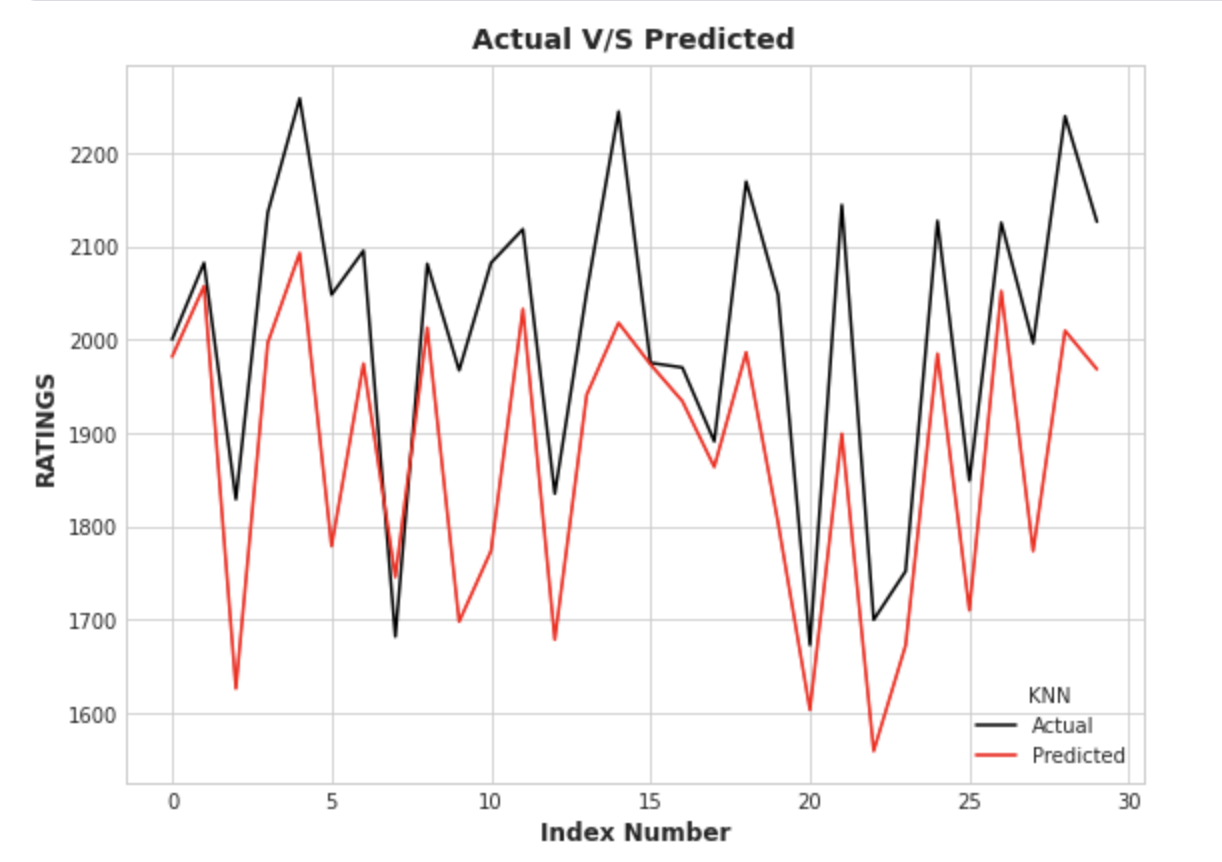 Actual V/S Predicted
RATINGS
2200
2100
2000
1900
1800
1700
1600
KNN
Actual
Predicted
0 5 10 15 20 25 30
Index Number